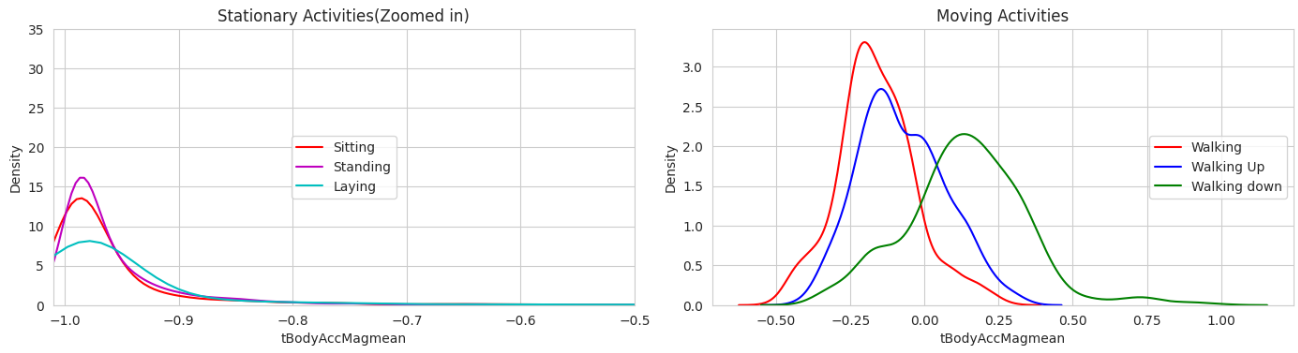 Stationary Activities(Zoomed in)
Density
35
30
25
20
15
10
5
0
Sitting
Standing
Laying
−1.0 −0.9 −0.8 −0.7 −0.6 −0.5
tBodyAccMagmean
Moving Activities
Density
3.0
2.5
2.0
1.5
1.0
0.5
0.0
Walking
Walking Up
Walking down
−0.50 −0.25 0.00 0.25 0.50 0.75 1.00
tBodyAccMagmean